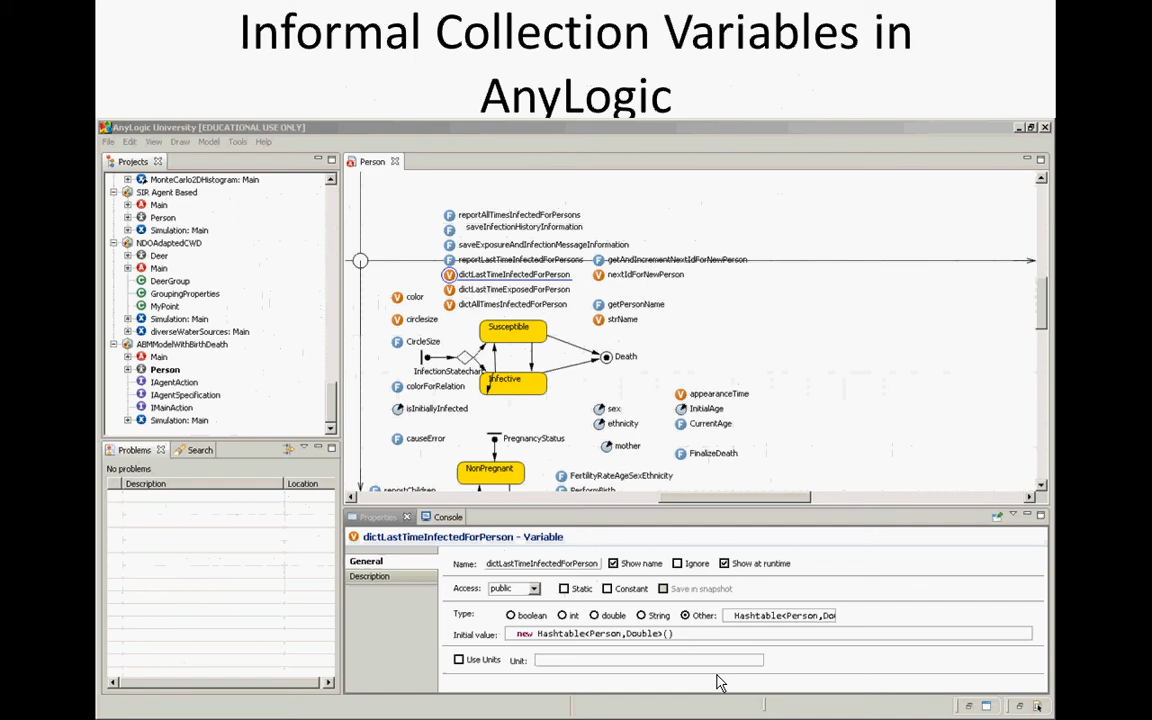 Informal Collection Variables in
AnyLogic
AnyLogic University [EDUCATIONAL USE ONLY]
File Edit View Draw Model Tools Help
Projects
MonteCarlo2DHistogram: Main
SIR Agent Based
Main
Person
Simulation: Main
NDOAdaptedCWD
Deer
Main
DeerGroup
GroupingProperties
MyPoint
Simulation: Main
diverseWaterSources: Main
ABMModelWithBirthDeath
Main
Person
IAgentAction
IAgentSpecification
IMainAction
Simulation: Main
Problems Search
No problems
Description Location
Person
reportAllTimesInfectedForPersons
saveInfectionHistoryInformation
saveExposureAndInfectionMessageInformation
reportLastTimeInfectedForPersons getAndIncrementNextIdForNewPerson
dictLastTimeInfectedForPerson nextIdForNewPerson
dictLastTimeExposedForPerson
color dictAllTimesInfectedForPerson getPersonName
circlesize Susceptible strName
CircleSize
Death
InfectionStatechart
Infective
colorForRelation
appearanceTime
isInitiallyInfected sex InitialAge
ethnicity CurrentAge
causeError PregnancyStatus
mother FinalizeDeath
NonPregnant
FertilityRateAgeSexEthnicity
reportChildren PerformBirth
Properties Console
dictLastTimeInfectedForPerson - Variable
General
Description
Name: dictLastTimeInfectedForPerson Show name Ignore Show at runtime
Access: public Static Constant Save in snapshot
Type: boolean int double String Other: Hashtable<Person,Dou
Initial value: new Hashtable<Person,Double>()
Use Units Unit: